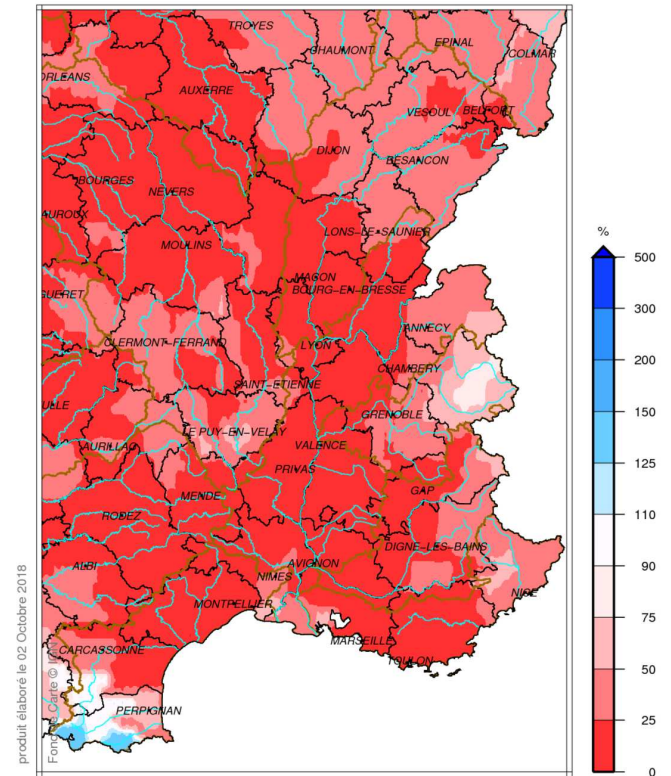 TROYES
CHAUMONT
EPINAL
COLMAR
ORLEANS
AUXERRE
VESOUL
BELFORT
DIJON
BESANCON
BOURGES
NEVERS
AUROUX
LONS-LE-SAUNIER
MOULINS
%
500
MACON
BOURG-EN-BRESSE
GUERET
300
ANNECY
CLERMONT-FERRAND
LYON
200
CHAMBERY
SAINT-ETIENNE
150
ULLE
GRENOBLE
LE PUY-EN-VELAY
125
AURILLAC
VALENCE
PRIVAS
110
MENDE
GAP
RODEZ
90
DIGNE-LES-BAINS
ALBI
AVIGNON
NIMES
75
NICE
MONTPELLIER
MARSEILLE
CARCASSONNE
TOULON
50
PERPIGNAN
25
0
produit élaboré le 02 Octobre 2018
Carte ©